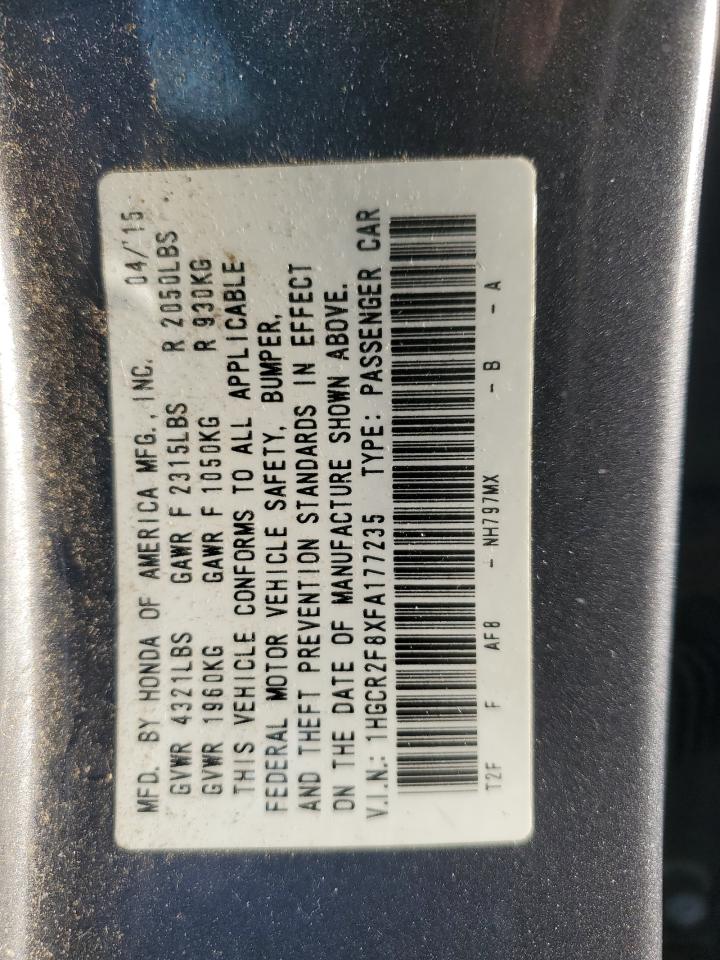 MFD. BY HONDA OF AMERICA MFG., INC. 04/'15
GVWR 4321LBS GAWR F 2315LBS R 2050LBS
GVWR 1960KG GAWR F 1050KG R 930KG
THIS VEHICLE CONFORMS TO ALL APPLICABLE
FEDERAL MOTOR VEHICLE SAFETY, BUMPER,
AND THEFT PREVENTION STANDARDS IN EFFECT
ON THE DATE OF MANUFACTURE SHOWN ABOVE.
V.I.N.: 1HGCR2F8XFA177235 TYPE: PASSENGER CAR
T2F F AF8 - NH797MX - B - A